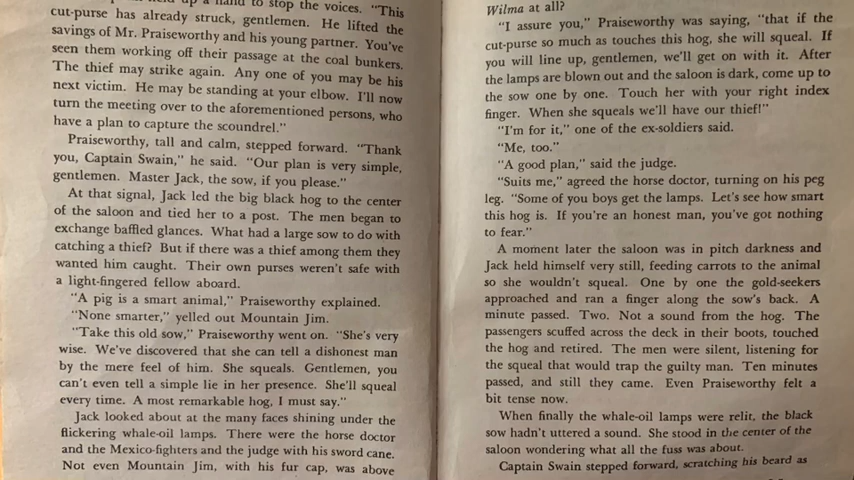 up a hand to stop the voices. "This
cut-purse has already struck, gentlemen. He lifted the
savings of Mr. Praiseworthy and his young partner. You've
seen them working off their passage at the coal bunkers.
The thief may strike again. Any one of you may be his
next victim. He may be standing at your elbow. I'll now
turn the meeting over to the aforementioned persons, who
have a plan to capture the scoundrel."
Praiseworthy, tall and calm, stepped forward. "Thank
you, Captain Swain," he said. "Our plan is very simple,
gentlemen. Master Jack, the sow, if you please."
At that signal, Jack led the big black hog to the center
of the saloon and tied her to a post. The men began to
exchange baffled glances. What had a large sow to do with
catching a thief? But if there was a thief among them they
wanted him caught. Their own purses weren't safe with
a light-fingered fellow aboard.
"A pig is a smart animal," Praiseworthy explained.
"None smarter," yelled out Mountain Jim.
"Take this old sow," Praiseworthy went on. "She's very
wise. We've discovered that she can tell a dishonest man
by the mere feel of him. She squeals. Gentlemen, you
can't even tell a simple lie in her presence. She'll squeal
every time. A most remarkable hog, I must say."
Jack looked about at the many faces shining under the
flickering whale-oil lamps. There were the horse doctor
and the Mexico-fighters and the judge with his sword cane.
Not even Mountain Jim, with his fur cap, was above
Wilma at all?
"I assure you," Praiseworthy was saying, "that if the
cut-purse so much as touches this hog, she will squeal. If
you will line up, gentlemen, we'll get on with it. After
the lamps are blown out and the saloon is dark, come up to
the sow one by one. Touch her with your right index
finger. When she squeals we'll have our thief!"
"I'm for it," one of the ex-soldiers said.
"Me, too."
"A good plan," said the judge.
"Suits me," agreed the horse doctor, turning on his peg
leg. "Some of you boys get the lamps. Let's see how smart
this hog is. If you're an honest man, you've got nothing
to fear."
A moment later the saloon was in pitch darkness and
Jack held himself very still, feeding carrots to the animal
so she wouldn't squeal. One by one the gold-seekers
approached and ran a finger along the sow's back. A
minute passed. Two. Not a sound from the hog. The
passengers scuffed across the deck in their boots, touched
the hog and retired. The men were silent, listening for
the squeal that would trap the guilty man. Ten minutes
passed, and still they came. Even Praiseworthy felt a
bit tense now.
When finally the whale-oil lamps were relit, the black
sow hadn't uttered a sound. She stood in the center of the
saloon wondering what all the fuss was about.
Captain Swain stepped forward, scratching his beard as